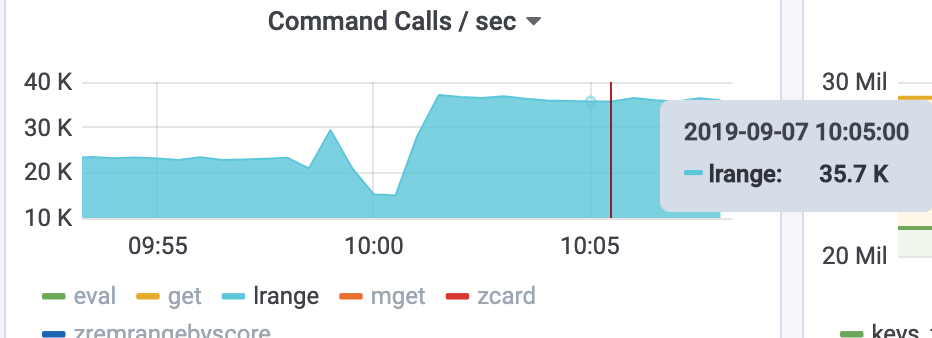 Command Calls / sec
40 K
30 K
20 K
10 K
09:55
10:00
10:05
2019-09-07 10:05:00
lrange: 35.7 K
eval get lrange mget zcard
zremrangebyscore
30 Mil
20 Mil
keys